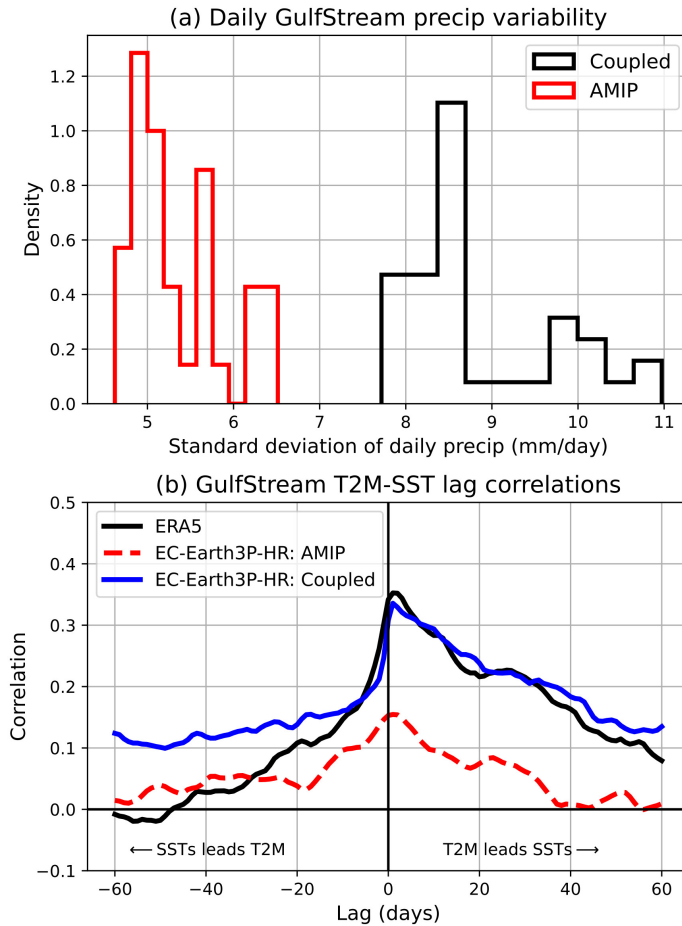 (a) Daily GulfStream precip variability
Coupled
AMIP
1.2
1.0
0.8
0.6
0.4
0.2
0.0
Density
5 6 7 8 9 10 11
Standard deviation of daily precip (mm/day)
(b) GulfStream T2M-SST lag correlations
ERA5
EC-Earth3P-HR: AMIP
EC-Earth3P-HR: Coupled
0.5
0.4
0.3
0.2
0.1
0.0
−0.1
Correlation
⟵ SSTs leads T2M
T2M leads SSTs ⟶
−60 −40 −20 0 20 40 60
Lag (days)